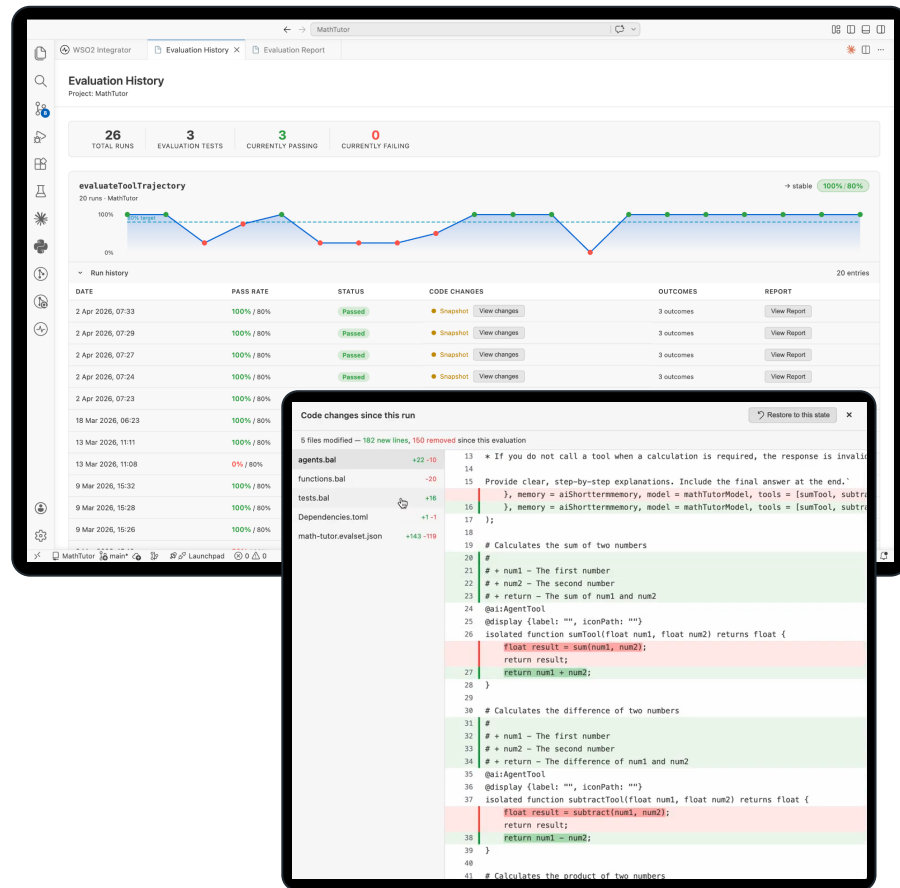 MathTutor
WSO2 Integrator
Evaluation History
Evaluation Report
Evaluation History
Project: MathTutor
26
TOTAL RUNS
3
EVALUATION TESTS
3
CURRENTLY PASSING
0
CURRENTLY FAILING
evaluateToolTrajectory
→ stable 100% / 80%
20 runs · MathTutor
100%
80% target
0%
Run history
20 entries
DATE PASS RATE STATUS CODE CHANGES OUTCOMES REPORT
2 Apr 2026, 07:33 100% / 80% Passed Snapshot View changes 3 outcomes View Report
2 Apr 2026, 07:29 100% / 80% Passed Snapshot View changes 3 outcomes View Report
2 Apr 2026, 07:27 100% / 80% Passed Snapshot View changes 3 outcomes View Report
2 Apr 2026, 07:24 100% / 80% Passed Snapshot View changes 3 outcomes View Report
2 Apr 2026, 07:23 100% / 80%
18 Mar 2026, 06:23 100% / 80%
13 Mar 2026, 11:11 100% / 80%
13 Mar 2026, 11:08 0% / 80%
9 Mar 2026, 15:32 100% / 80%
9 Mar 2026, 15:28 100% / 80%
9 Mar 2026, 15:26 100% / 80%
8
MathTutor main* Launchpad 0 0
Code changes since this run
Restore to this state
5 files modified — 182 new lines, 150 removed since this evaluation
agents.bal +22 -10
functions.bal -20
tests.bal +16
Dependencies.toml +1 -1
math-tutor.evalset.json +143 -119
13 * If you do not call a tool when a calculation is required, the response is
14
15 Provide clear, step-by-step explanations. Include the final answer at the end.`
}, memory = aiShorttermmemory, model = mathTutorModel, tools = [sumTool,
16 }, memory = aiShorttermmemory, model = mathTutorModel, tools = [sumTool,
17 );
18
19 # Calculates the sum of two numbers
20 #
21 # + num1 - The first number
22 # + num2 - The second number
23 # + return - The sum of num1 and num2
24 @ai:AgentTool
25 @display {label: "", iconPath: ""}
26 isolated function sumTool(float num1, float num2) returns float {
float result = sum(num1, num2);
return result;
27 return num1 + num2;
28 }
29
30 # Calculates the difference of two numbers
31 #
32 # + num1 - The first number
33 # + num2 - The second number
34 # + return - The difference of num1 and num2
35 @ai:AgentTool
36 @display {label: "", iconPath: ""}
37 isolated function subtractTool(float num1, float num2) returns float {
float result = subtract(num1, num2);
return result;
38 return num1 - num2;
39 }
40
41 # Calculates the product of two numbers